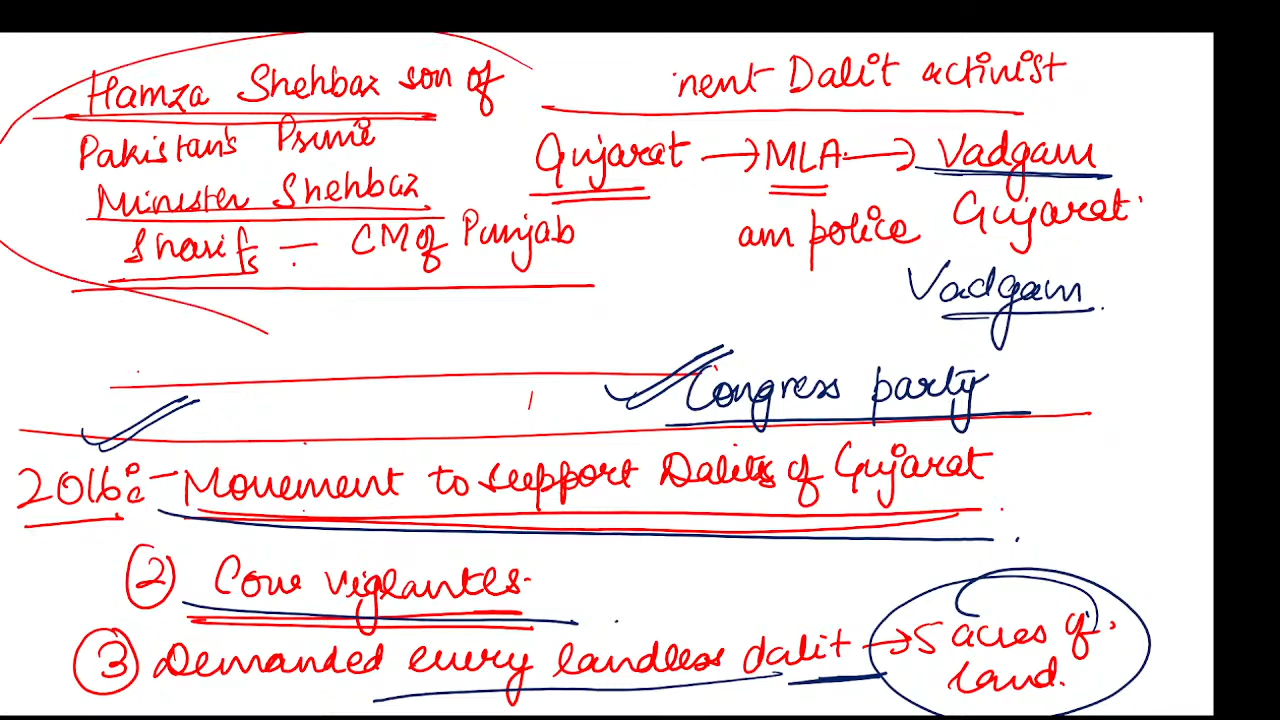 Hamza Shehbaz son of
Pakistan's Prime
Minister Shehbaz
Sharif's - CM of Punjab
nent Dalit activist
Gujarat → MLA → Vadgam
Gujarat
am police
Vadgam
Congress party
2016 :- Movement to support Dalits of Gujarat
② Cow vigelantes.
③ Demanded every landless dalit → 5 acres of
land.